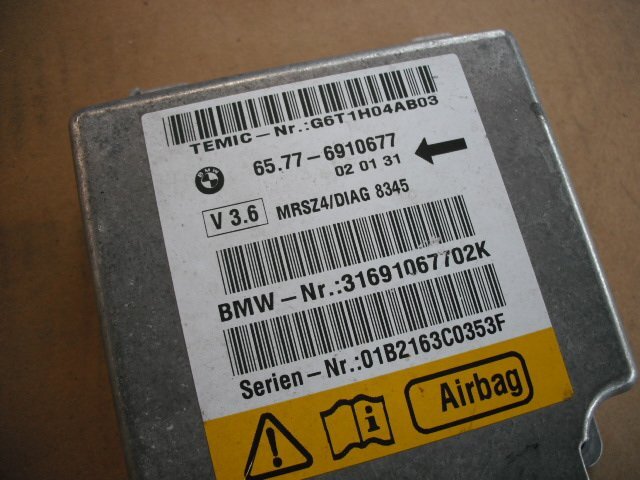 TEMIC-Nr.:G6T1H04AB03
BMW
65.77-6910677
02 01 31
V 3.6 MRSZ4/DIAG 8345
BMW-Nr.:31691067702K
Serien-Nr.:01B2163C0353F
i Airbag